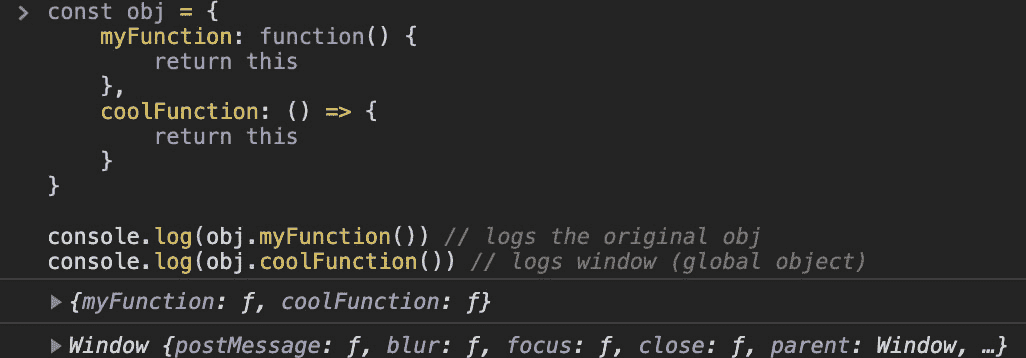 > const obj = {
    myFunction: function() {
        return this
    },
    coolFunction: () => {
        return this
    }
}

console.log(obj.myFunction()) // logs the original obj
console.log(obj.coolFunction()) // logs window (global object)
▶ {myFunction: ƒ, coolFunction: ƒ}
▶ Window {postMessage: ƒ, blur: ƒ, focus: ƒ, close: ƒ, parent: Window, …}